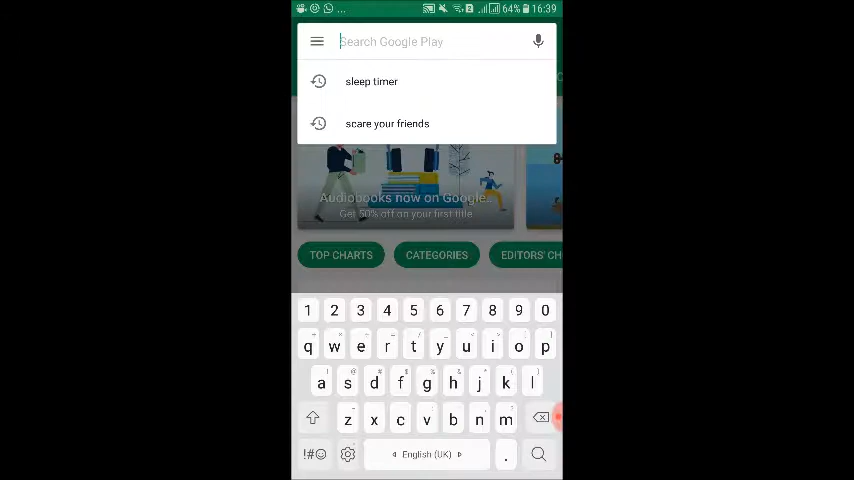 ... 64% 16:39
Search Google Play
sleep timer
scare your friends
Audiobooks now on Google
Get 50% off on your first title
TOP CHARTS CATEGORIES EDITORS' CH
1 2 3 4 5 6 7 8 9 0
q w e r t y u i o p
a s d f g h j k l
z x c v b n m
!#☺ English (UK) .